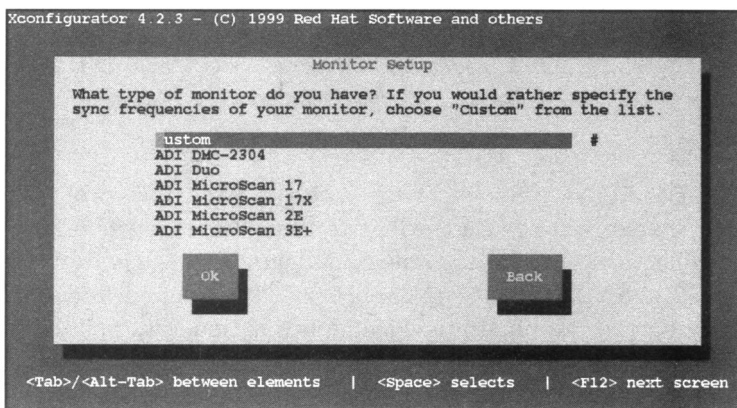 Xconfigurator 4.2.3 - (C) 1999 Red Hat Software and others
Monitor Setup
What type of monitor do you have? If you would rather specify the
sync frequencies of your monitor, choose "Custom" from the list.
ustom #
ADI DMC-2304
ADI Duo
ADI MicroScan 17
ADI MicroScan 17X
ADI MicroScan 2E
ADI MicroScan 3E+
Ok Back
<Tab>/<Alt-Tab> between elements | <Space> selects | <F12> next screen